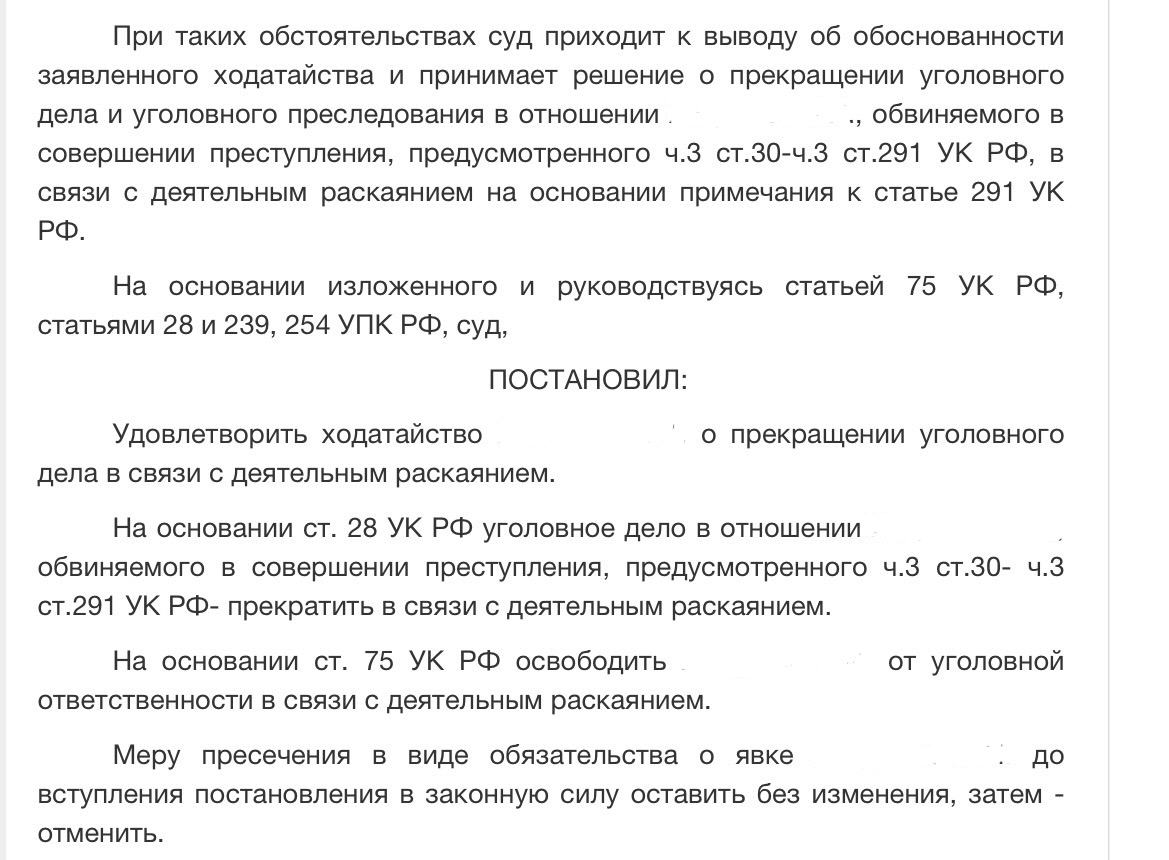 При таких обстоятельствах суд приходит к выводу об обоснованности
заявленного ходатайства и принимает решение о прекращении уголовного
дела и уголовного преследования в отношении ., обвиняемого в
совершении преступления, предусмотренного ч.3 ст.30-ч.3 ст.291 УК РФ, в
связи с деятельным раскаянием на основании примечания к статье 291 УК
РФ.
На основании изложенного и руководствуясь статьей 75 УК РФ,
статьями 28 и 239, 254 УПК РФ, суд,
ПОСТАНОВИЛ:
Удовлетворить ходатайство о прекращении уголовного
дела в связи с деятельным раскаянием.
На основании ст. 28 УК РФ уголовное дело в отношении
обвиняемого в совершении преступления, предусмотренного ч.3 ст.30- ч.3
ст.291 УК РФ- прекратить в связи с деятельным раскаянием.
На основании ст. 75 УК РФ освободить от уголовной
ответственности в связи с деятельным раскаянием.
Меру пресечения в виде обязательства о явке до
вступления постановления в законную силу оставить без изменения, затем -
отменить.